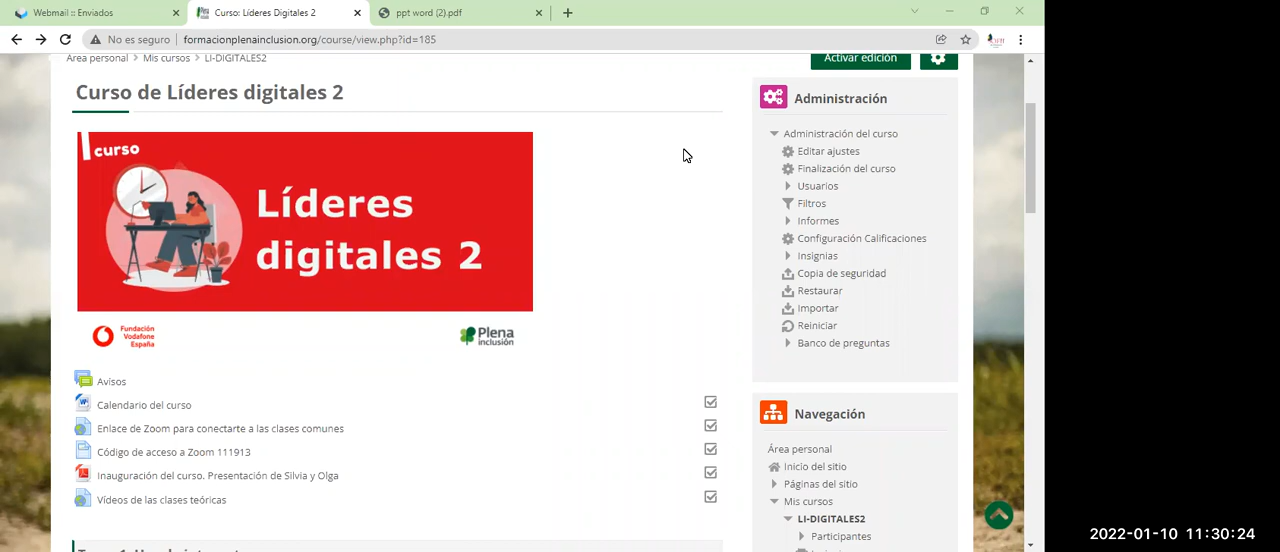 Webmail :: Enviados
Curso: Líderes Digitales 2
ppt word (2).pdf
No es seguro
formacionplenainclusion.org/course/view.php?id=185
Área personal > Mis cursos > LI-DIGITALES2
Activar edición
Curso de Líderes digitales 2
curso
Líderes
digitales 2
Fundación
Vodafone
España
Plena
inclusión
Avisos
Calendario del curso
Enlace de Zoom para conectarte a las clases comunes
Código de acceso a Zoom 111913
Inauguración del curso. Presentación de Silvia y Olga
Vídeos de las clases teóricas
Administración
Administración del curso
Editar ajustes
Finalización del curso
Usuarios
Filtros
Informes
Configuración Calificaciones
Insignias
Copia de seguridad
Restaurar
Importar
Reiniciar
Banco de preguntas
Navegación
Área personal
Inicio del sitio
Páginas del sitio
Mis cursos
LI-DIGITALES2
Participantes
2022-01-10 11:30:24